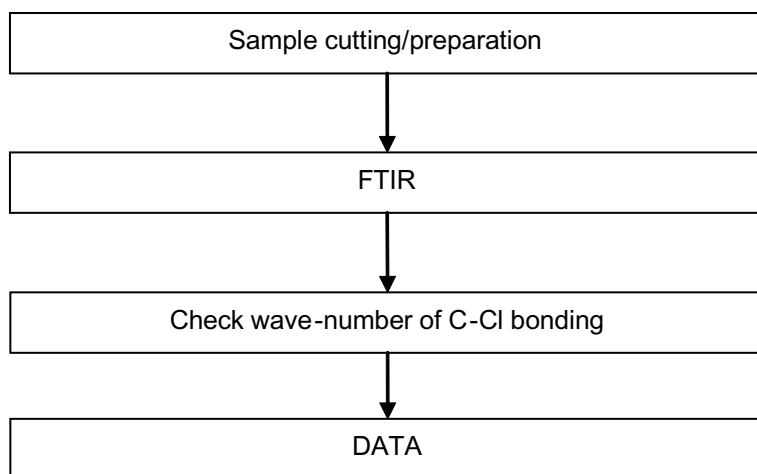 Sample cutting/preparation
FTIR
Check wave-number of C-Cl bonding
DATA